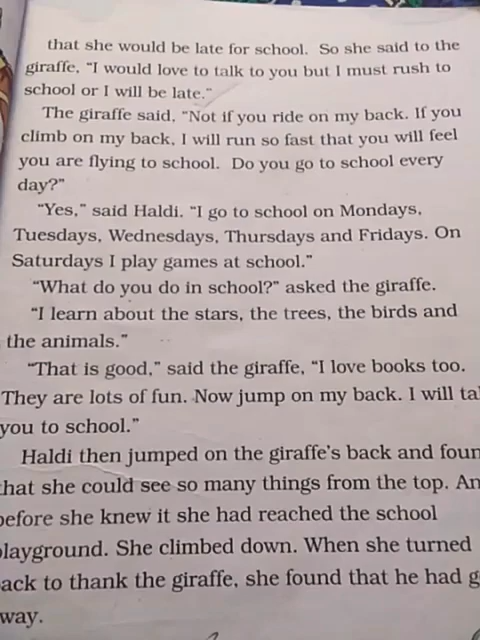 that she would be late for school. So she said to the
giraffe, "I would love to talk to you but I must rush to
school or I will be late."
The giraffe said, "Not if you ride on my back. If you
climb on my back, I will run so fast that you will feel
you are flying to school. Do you go to school every
day?"
"Yes," said Haldi. "I go to school on Mondays,
Tuesdays, Wednesdays, Thursdays and Fridays. On
Saturdays I play games at school."
"What do you do in school?" asked the giraffe.
"I learn about the stars, the trees, the birds and
the animals."
"That is good," said the giraffe, "I love books too.
They are lots of fun. Now jump on my back. I will ta
you to school."
Haldi then jumped on the giraffe's back and foun
hat she could see so many things from the top. An
before she knew it she had reached the school
playground. She climbed down. When she turned
ack to thank the giraffe, she found that he had g
way.